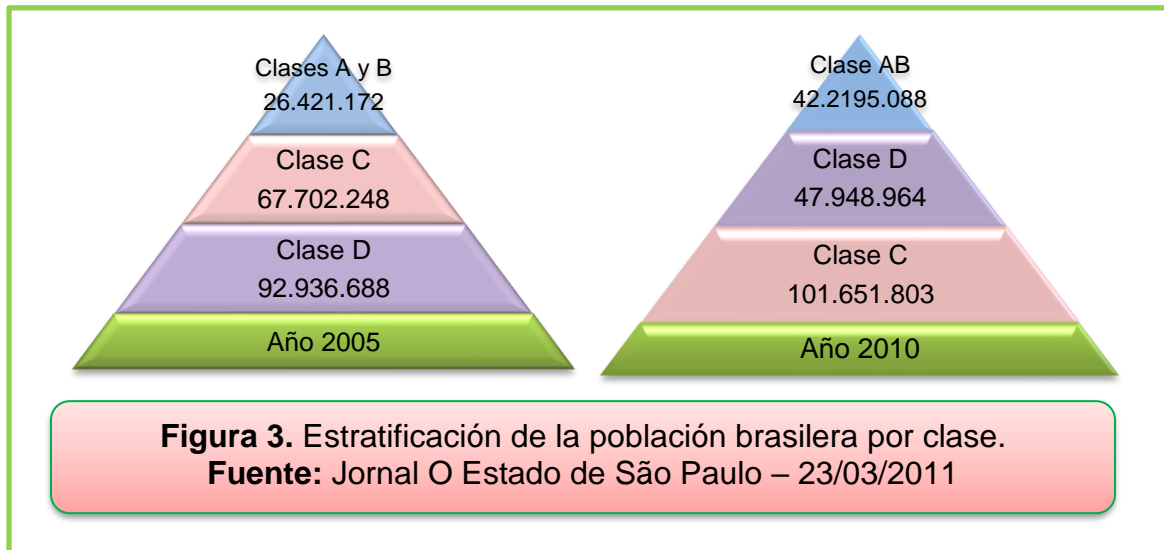 Clases A y B
26.421.172
Clase C
67.702.248
Clase D
92.936.688
Año 2005
Clase AB
42.2195.088
Clase D
47.948.964
Clase C
101.651.803
Año 2010
Figura 3. Estratificación de la población brasilera por clase.
Fuente: Jornal O Estado de São Paulo – 23/03/2011